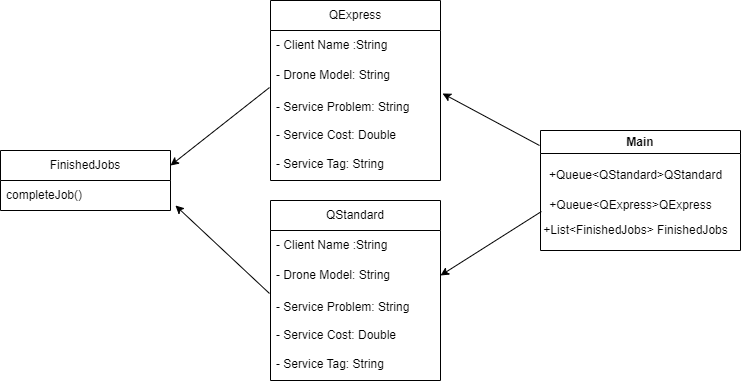 QExpress
- Client Name :String
- Drone Model: String
- Service Problem: String
- Service Cost: Double
- Service Tag: String
FinishedJobs
completeJob()
QStandard
- Client Name :String
- Drone Model: String
- Service Problem: String
- Service Cost: Double
- Service Tag: String
Main
+Queue<QStandard>QStandard
+Queue<QExpress>QExpress
+List<FinishedJobs> FinishedJobs